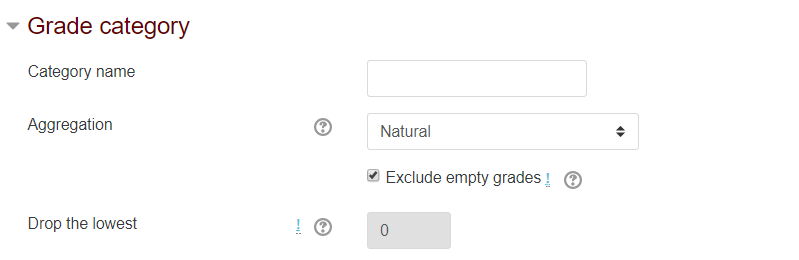 Grade category
Category name
Aggregation
Natural
Exclude empty grades !
Drop the lowest ! 0